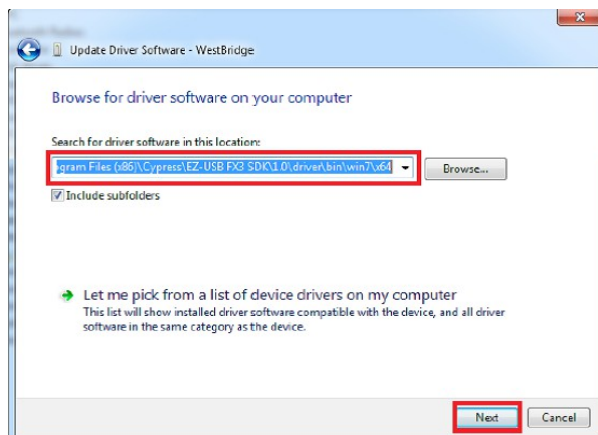 Update Driver Software - WestBridge
Browse for driver software on your computer
Search for driver software in this location:
ogram Files (x86)\Cypress\EZ-USB FX3 SDK\1.0\driver\bin\win7\x64
Browse...
Include subfolders
Let me pick from a list of device drivers on my computer
This list will show installed driver software compatible with the device, and all driver
software in the same category as the device.
Next
Cancel